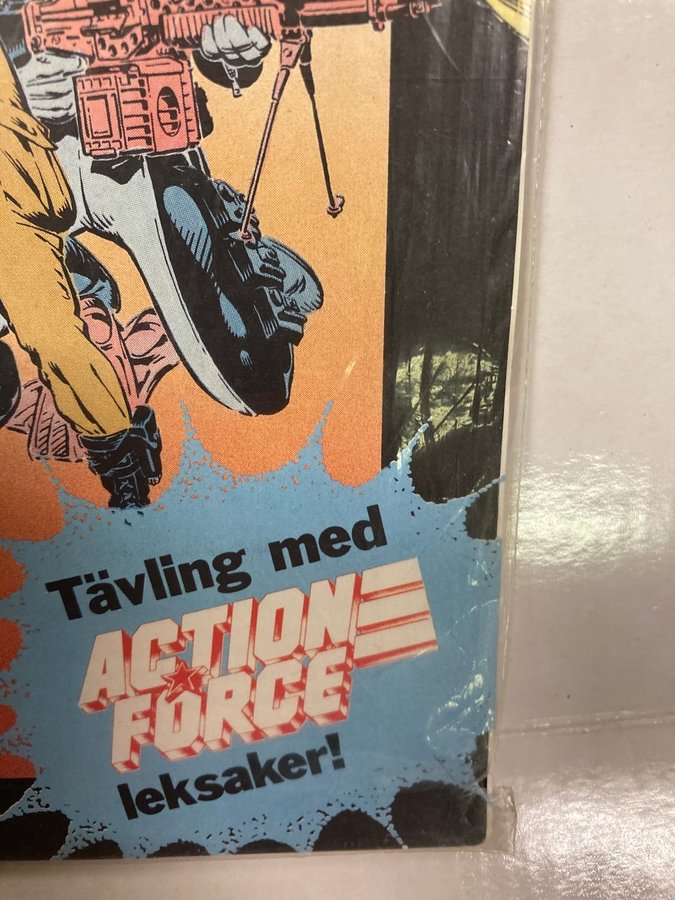 Tävling med
ACTION
FORCE
leksaker!